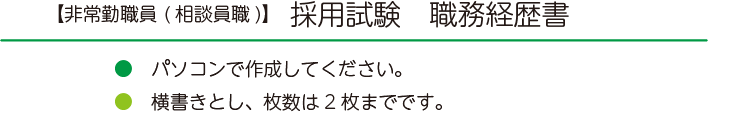 【非常勤職員(相談員職)】 採用試験　職務経歴書
● パソコンで作成してください。
● 横書きとし、枚数は2枚までです。